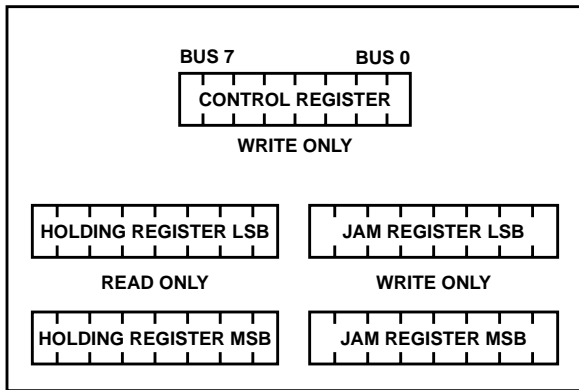 BUS 7 BUS 0
CONTROL REGISTER
WRITE ONLY
HOLDING REGISTER LSB JAM REGISTER LSB
READ ONLY WRITE ONLY
HOLDING REGISTER MSB JAM REGISTER MSB